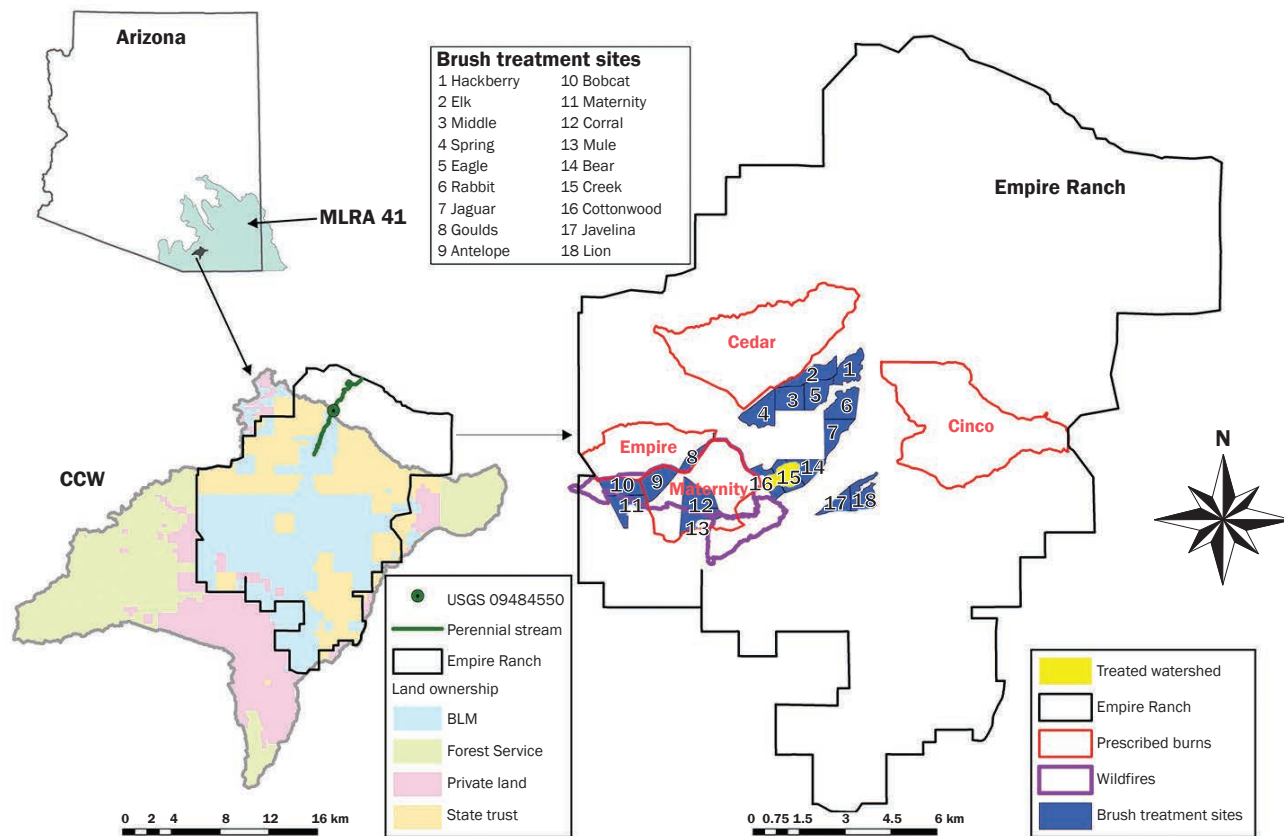 Arizona
MLRA 41
Brush treatment sites
1 Hackberry
2 Elk
3 Middle
4 Spring
5 Eagle
6 Rabbit
7 Jaguar
8 Goulds
9 Antelope
10 Bobcat
11 Maternity
12 Corral
13 Mule
14 Bear
15 Creek
16 Cottonwood
17 Javelina
18 Lion
Empire Ranch
Cedar
1
2
3
5
4
6
7
Cinco
Empire
8
Maternity
9
10
11
12
13
14
15
16
17
18
N
CCW
USGS 09484550
Perennial stream
Empire Ranch
Land ownership
BLM
Forest Service
Private land
State trust
0 2 4 8 12 16 km
Treated watershed
Empire Ranch
Prescribed burns
Wildfires
Brush treatment sites
0 0.75 1.5 3 4.5 6 km